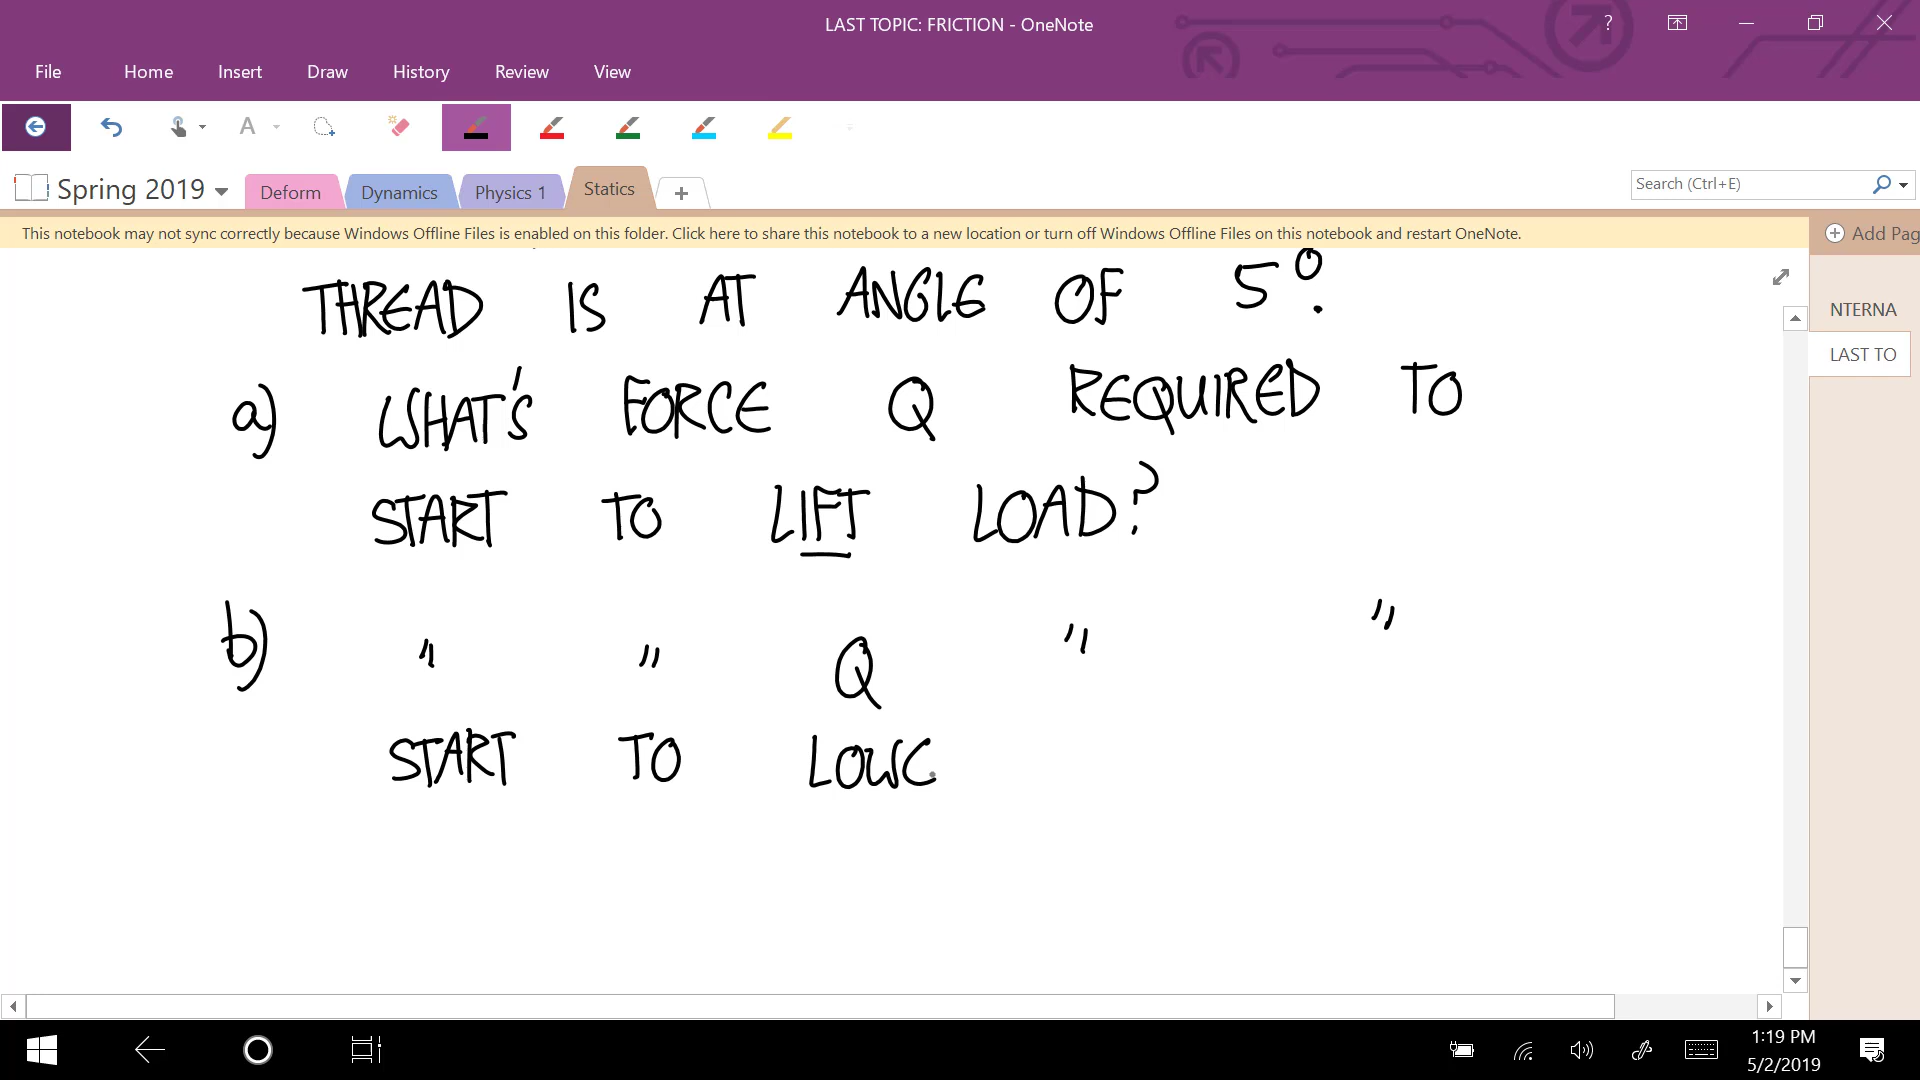 LAST TOPIC: FRICTION - OneNote
?
File Home Insert Draw History Review View
A
Spring 2019 Deform Dynamics Physics 1 Statics + Search (Ctrl+E)
This notebook may not sync correctly because Windows Offline Files is enabled on this folder. Click here to share this notebook to a new location or turn off Windows Offline Files on this notebook and restart OneNote.
Add Pag
NTERNA
LAST TO
THREAD IS AT ANGLE OF 5°.
a) WHAT'S FORCE Q REQUIRED TO
START TO LIFT LOAD?
b) " " Q " "
START TO LOWC
1:19 PM
5/2/2019